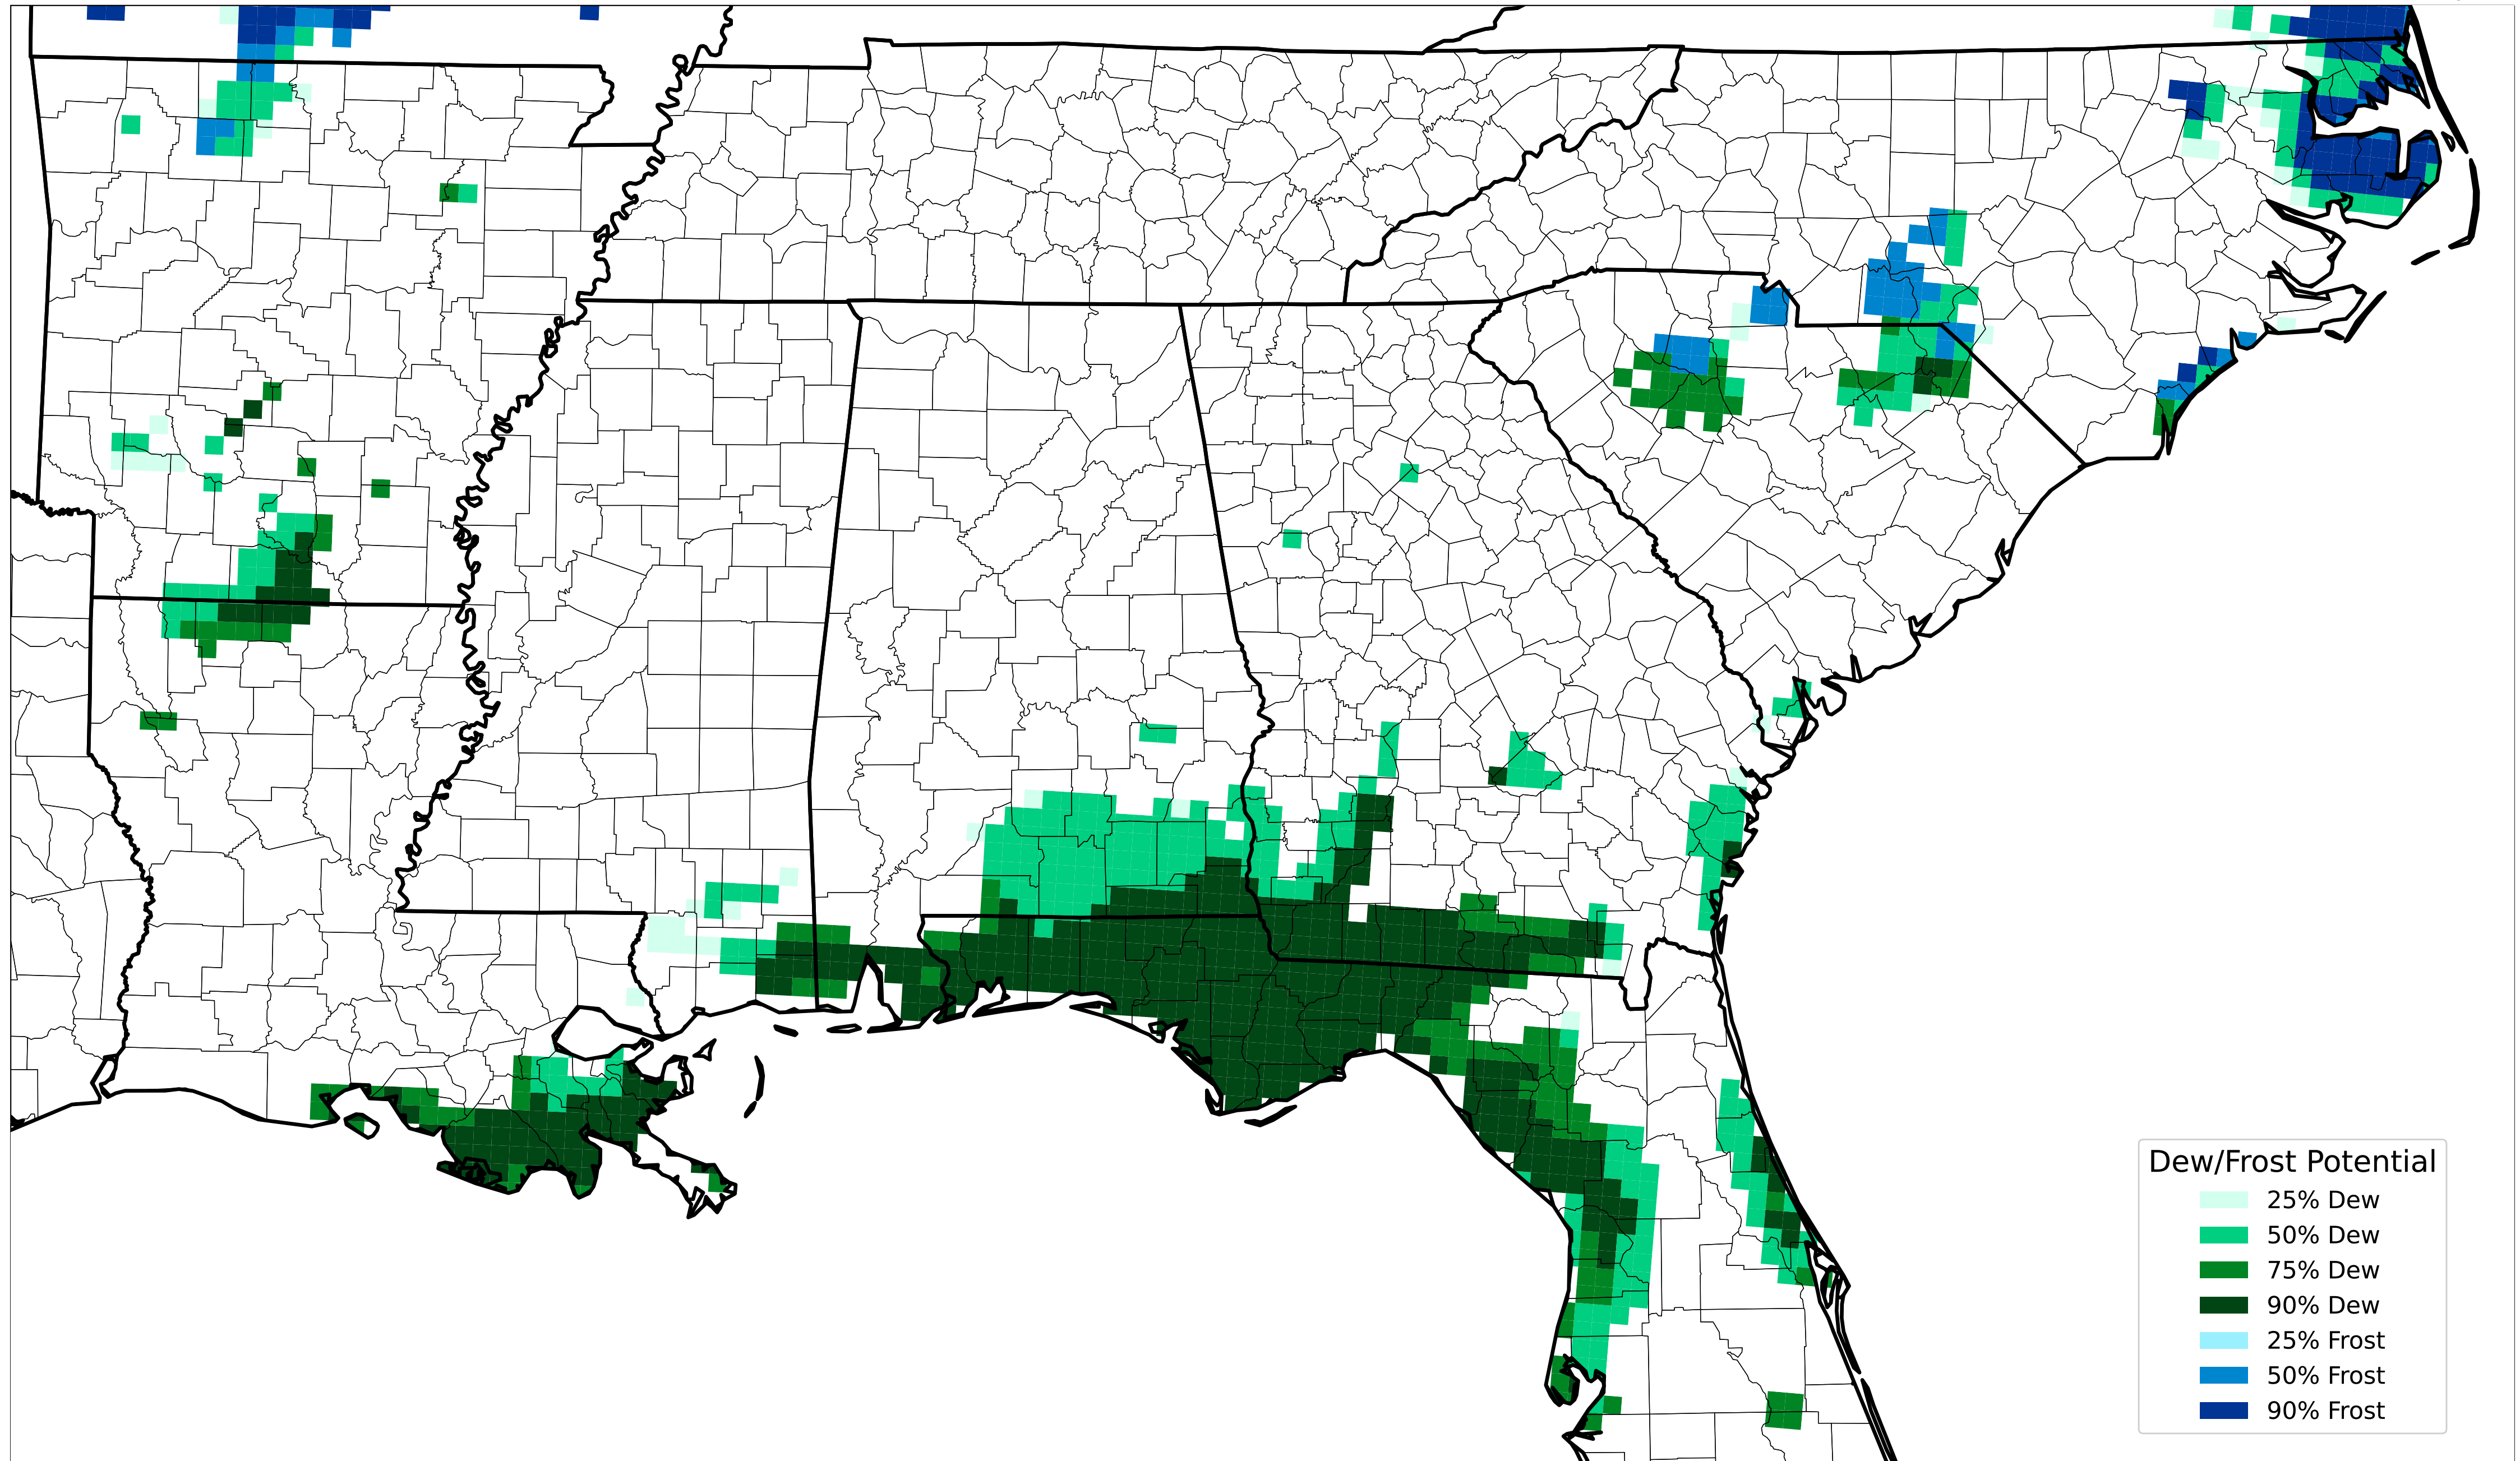 Dew/Frost Potential
25% Dew
50% Dew
75% Dew
90% Dew
25% Frost
50% Frost
90% Frost